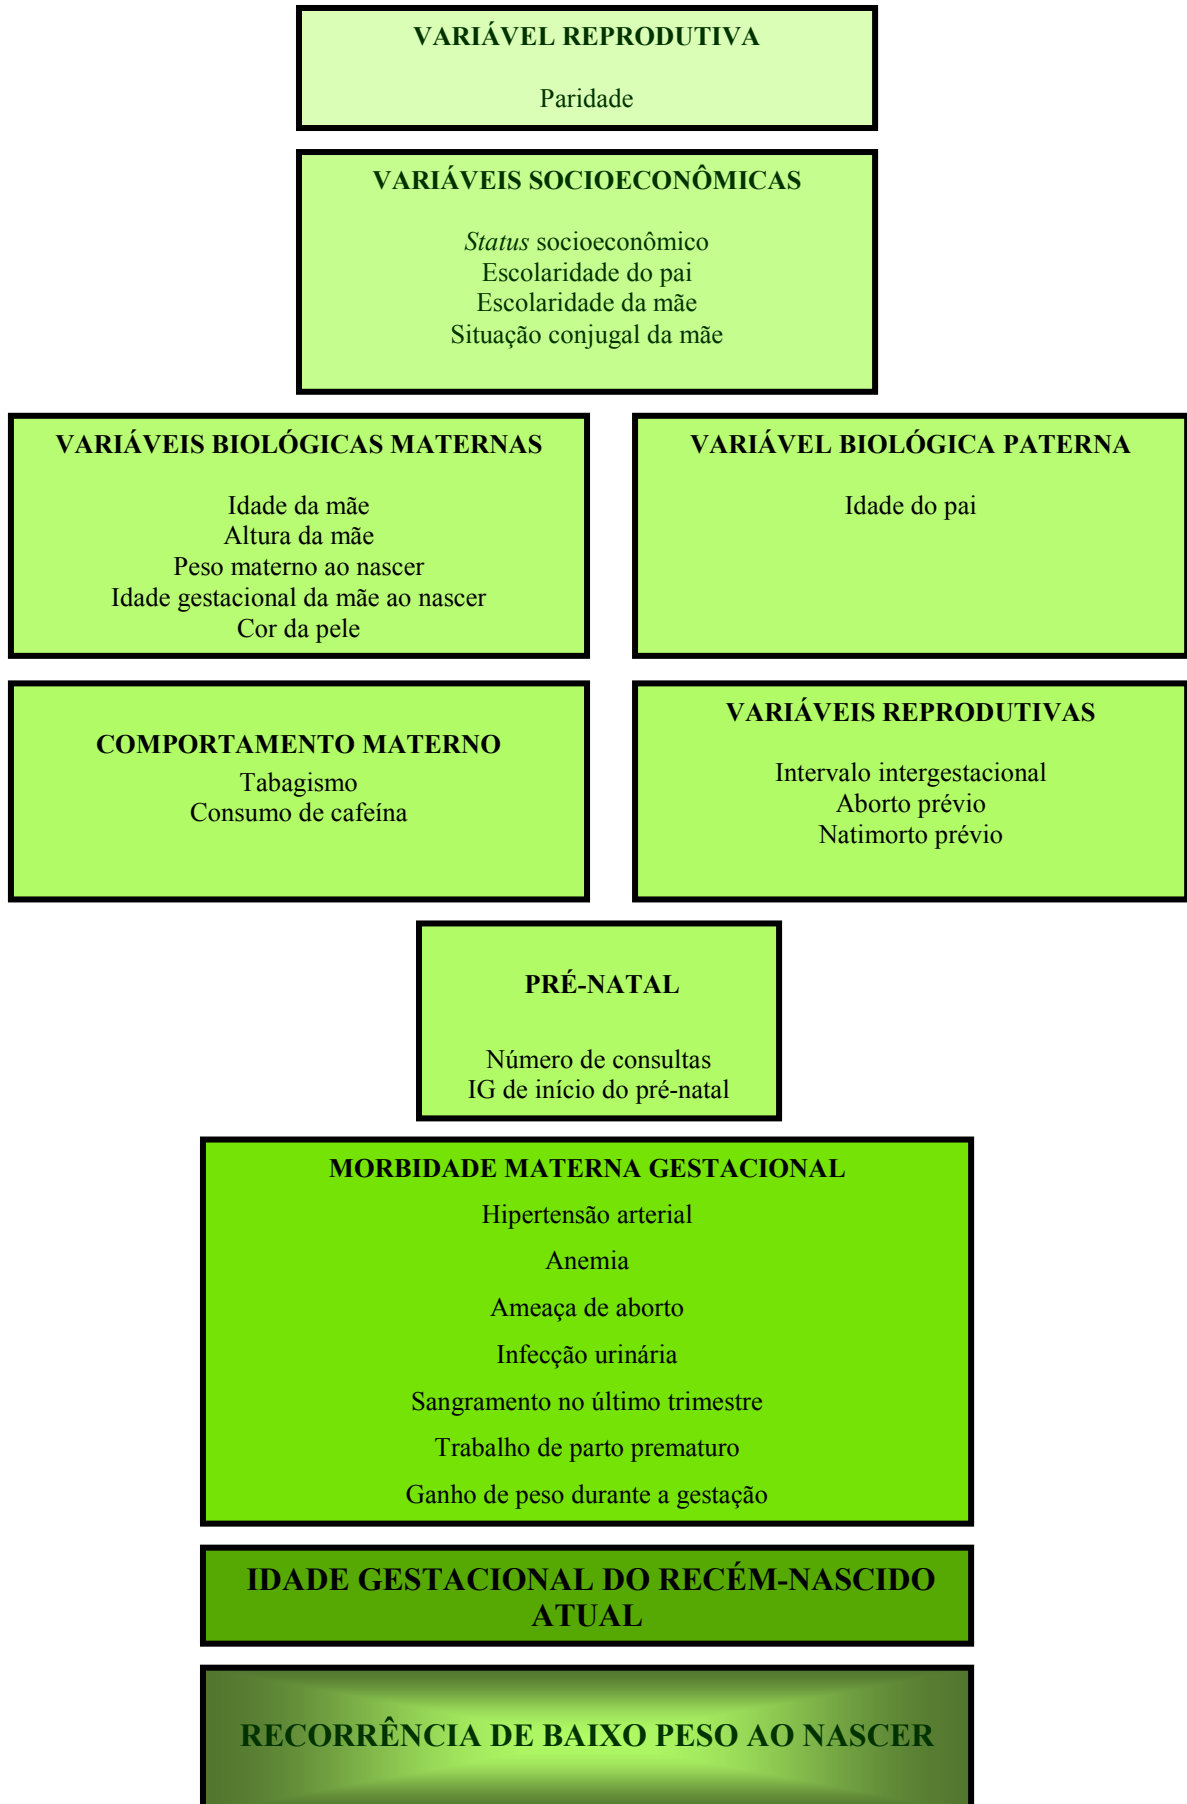 VARIÁVEL REPRODUTIVA
Paridade
VARIÁVEIS SOCIOECONÔMICAS
Status socioeconômico
Escolaridade do pai
Escolaridade da mãe
Situação conjugal da mãe
VARIÁVEIS BIOLÓGICAS MATERNAS
Idade da mãe
Altura da mãe
Peso materno ao nascer
Idade gestacional da mãe ao nascer
Cor da pele
VARIÁVEL BIOLÓGICA PATERNA
Idade do pai
COMPORTAMENTO MATERNO
Tabagismo
Consumo de cafeína
VARIÁVEIS REPRODUTIVAS
Intervalo intergestacional
Aborto prévio
Natimorto prévio
PRÉ-NATAL
Número de consultas
IG de início do pré-natal
MORBIDADE MATERNA GESTACIONAL
Hipertensão arterial
Anemia
Ameaça de aborto
Infecção urinária
Sangramento no último trimestre
Trabalho de parto prematuro
Ganho de peso durante a gestação
IDADE GESTACIONAL DO RECÉM-NASCIDO
ATUAL
RECORRÊNCIA DE BAIXO PESO AO NASCER